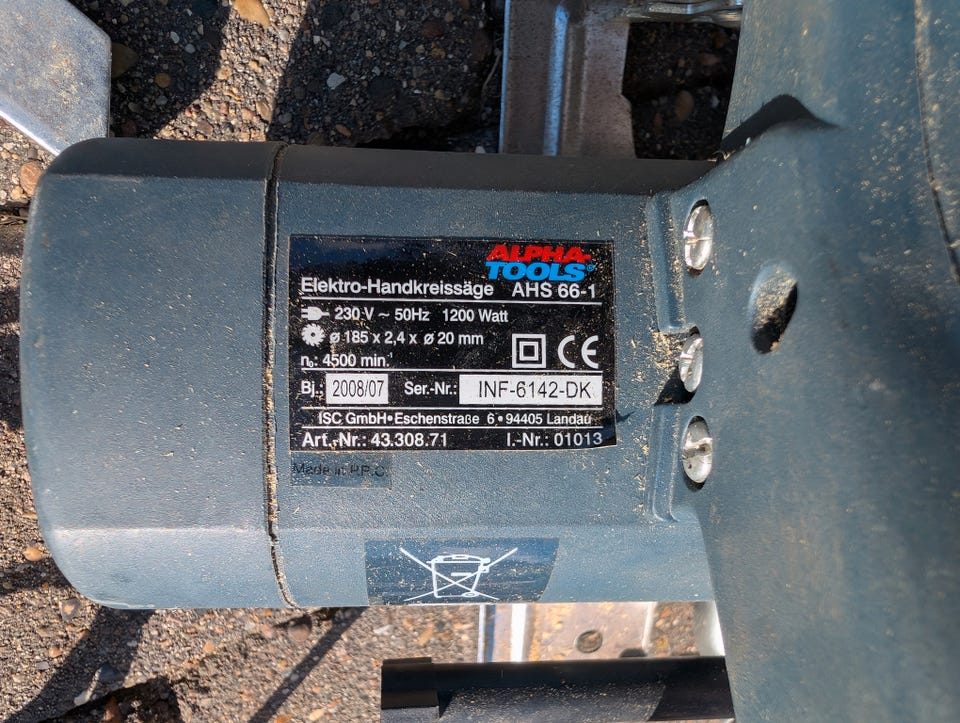 ALPHA-
TOOLS®
Elektro-Handkreissäge AHS 66-1
230 V ~ 50Hz 1200 Watt
ø 185 x 2,4 x ø 20 mm
n₀: 4500 min.⁻¹
CE
Bj.: 2008/07 Ser.-Nr.: INF-6142-DK
ISC GmbH•Eschenstraße 6•94405 Landau
Art.-Nr.: 43.308.71 I.-Nr.: 01013
Made in P.R.C.